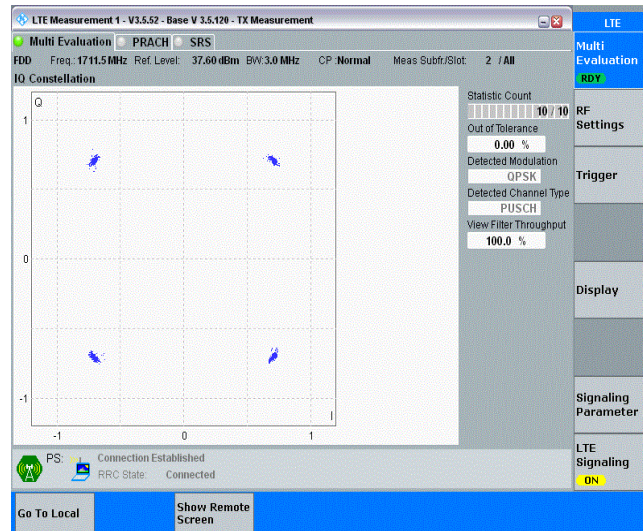 LTE Measurement 1 - V3.5.52 - Base V 3.5.120 - TX Measurement
LTE
Multi Evaluation PRACH SRS
Multi
Evaluation
RDY
FDD Freq.: 1711.5 MHz Ref. Level: 37.60 dBm BW: 3.0 MHz CP :Normal Meas Subfr./Slot: 2 / All
IQ Constellation
Q
1
0
-1
I
-1 0 1
Statistic Count
10 / 10
Out of Tolerance
0.00 %
Detected Modulation
QPSK
Detected Channel Type
PUSCH
View Filter Throughput
100.0 %
RF
Settings
Trigger
Display
Signaling
Parameter
LTE
Signaling
ON
PS: Connection Established
RRC State: Connected
Go To Local
Show Remote
Screen